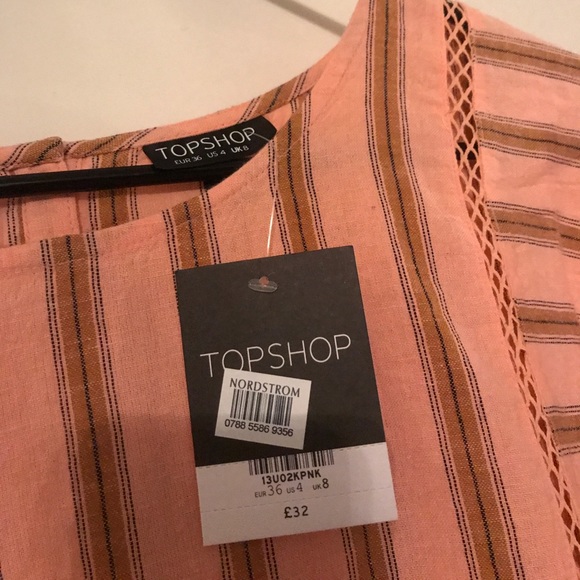 TOPSHOP
EUR 36 US 4 UK 8
TOPSHOP
NORDSTROM
0788 5586 9356
13U02KPNK
EUR 36 US 4 UK 8
£32